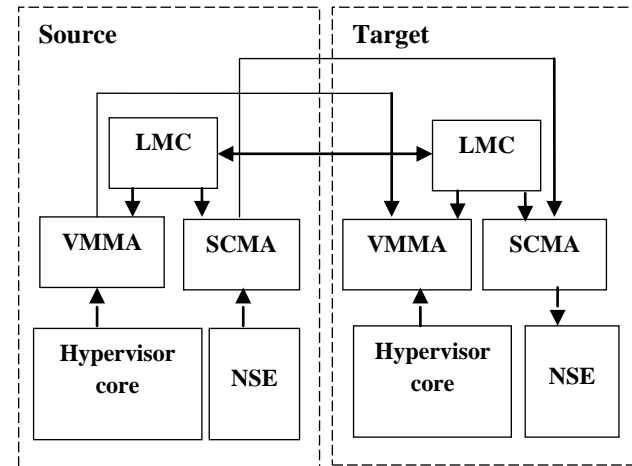 Source
LMC
VMMA
SCMA
Hypervisor
core
NSE
Target
LMC
VMMA
SCMA
Hypervisor
core
NSE